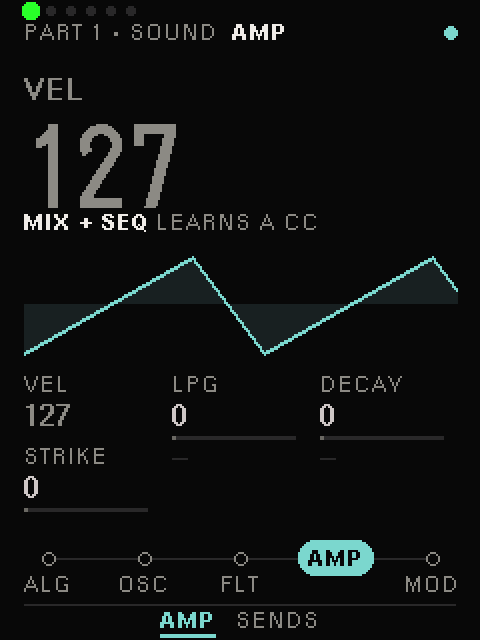 PART 1 · SOUND AMP
VEL
127
MIX + SEQ LEARNS A CC
VEL LPG DECAY
127 0 0
STRIKE — —
0
AMP
ALG OSC FLT MOD
AMP SENDS